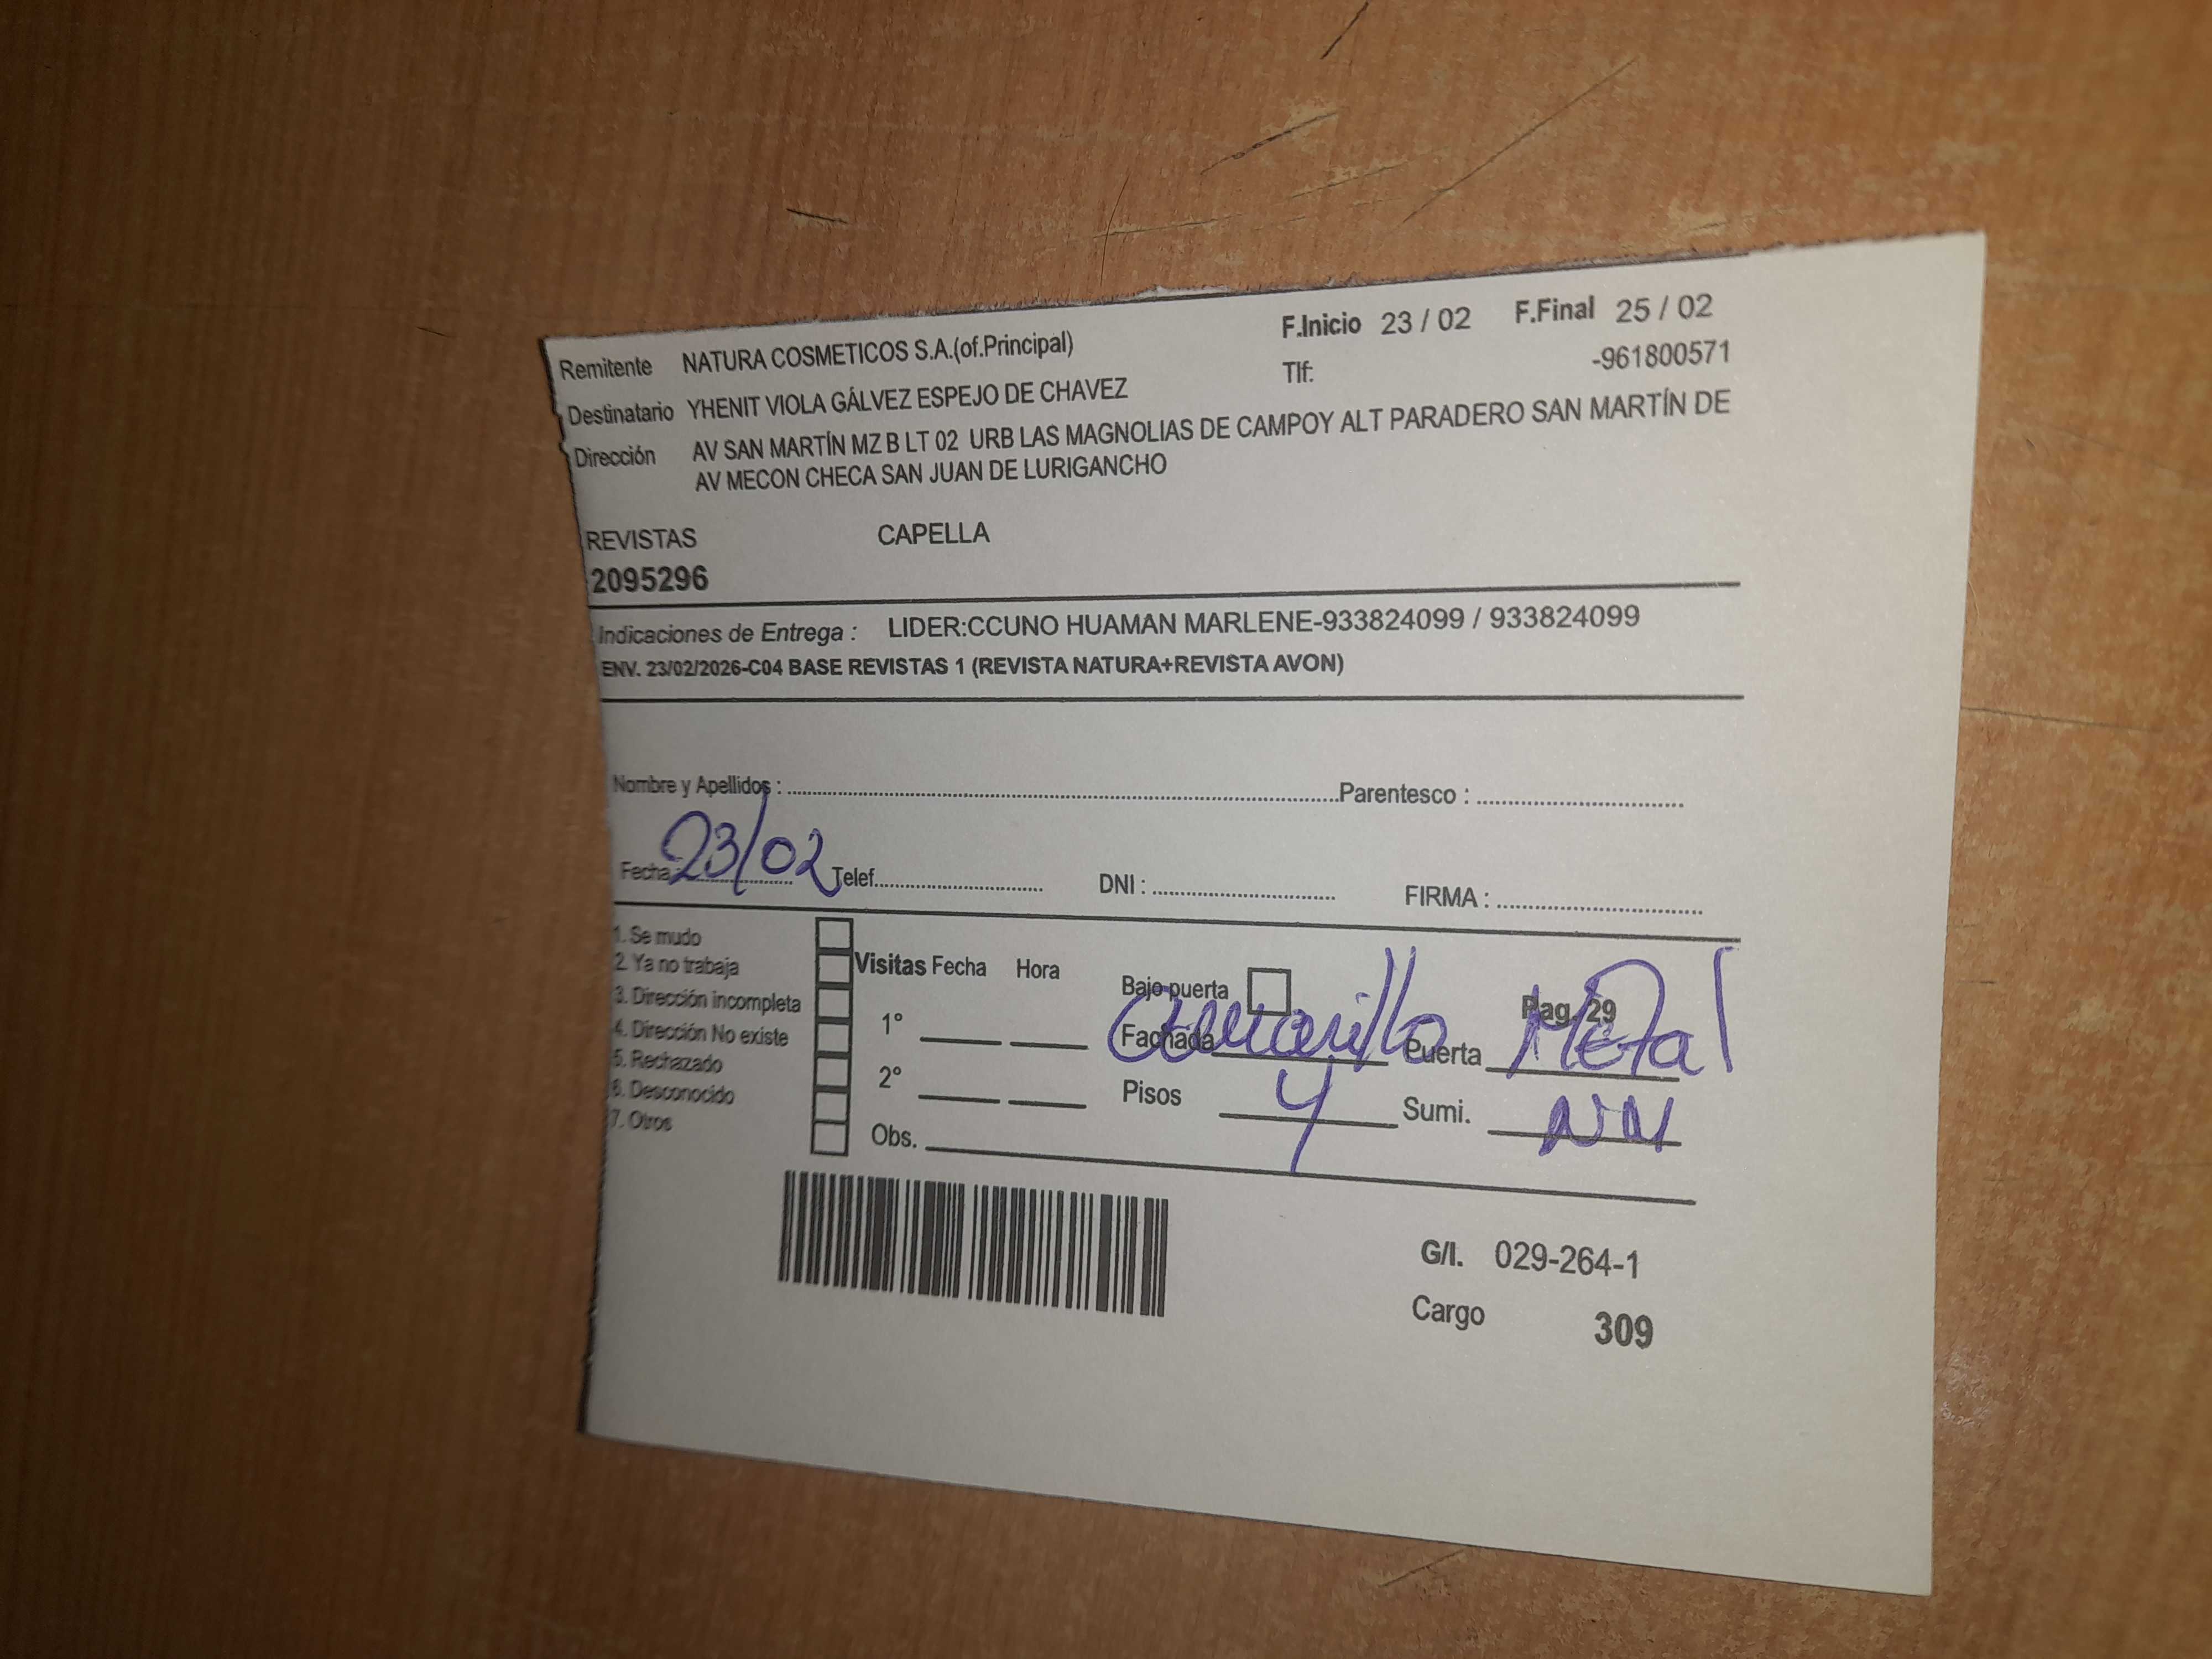 Remitente NATURA COSMETICOS S.A.(of.Principal) F.Inicio 23 / 02 F.Final 25 / 02
Destinatario YHENIT VIOLA GÁLVEZ ESPEJO DE CHAVEZ Tlf: -961800571
Dirección AV SAN MARTÍN MZ B LT 02 URB LAS MAGNOLIAS DE CAMPOY ALT PARADERO SAN MARTÍN DE
AV MECON CHECA SAN JUAN DE LURIGANCHO
REVISTAS CAPELLA
2095296
Indicaciones de Entrega : LIDER:CCUNO HUAMAN MARLENE-933824099 / 933824099
ENV. 23/02/2026-C04 BASE REVISTAS 1 (REVISTA NATURA+REVISTA AVON)
Nombre y Apellidos : Parentesco :
Fecha: 23/02 Telef. DNI : FIRMA :
1. Se mudo
2. Ya no trabaja
3. Dirección incompleta
4. Dirección No existe
5. Rechazado
6. Desconocido
7. Otros
Visitas Fecha Hora
1°
2°
Obs.
Bajo puerta Pag. 29
Fachada amarillo Puerta Metal
Pisos 4 Sumi. NN
G/I. 029-264-1
Cargo 309